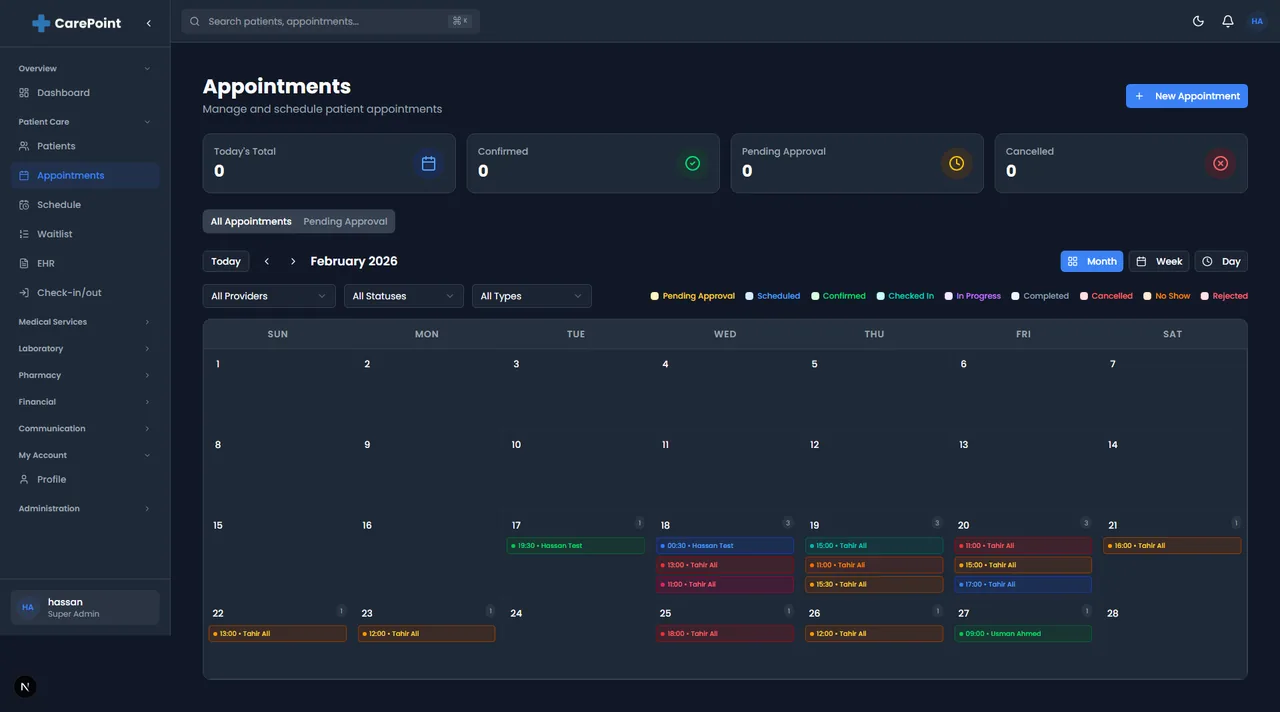 CarePoint
Search patients, appointments...
⌘ K
HA
Overview
Dashboard
Patient Care
Patients
Appointments
Schedule
Waitlist
EHR
Check-in/out
Medical Services
Laboratory
Pharmacy
Financial
Communication
My Account
Profile
Administration
HA
hassan
Super Admin
N
Appointments
Manage and schedule patient appointments
+ New Appointment
Today's Total
0
Confirmed
0
Pending Approval
0
Cancelled
0
All Appointments Pending Approval
Today < > February 2026
Month Week Day
All Providers All Statuses All Types
Pending Approval Scheduled Confirmed Checked In In Progress Completed Cancelled No Show Rejected
SUN MON TUE WED THU FRI SAT
1 2 3 4 5 6 7
8 9 10 11 12 13 14
15
16
17 1
19:30 • Hassan Test
18 3
00:30 • Hassan Test
13:00 • Tahir Ali
11:00 • Tahir Ali
19 3
15:00 • Tahir Ali
11:00 • Tahir Ali
15:30 • Tahir Ali
20 3
11:00 • Tahir Ali
15:00 • Tahir Ali
17:00 • Tahir Ali
21 1
16:00 • Tahir Ali
22 1
13:00 • Tahir Ali
23 1
12:00 • Tahir Ali
24
25 1
18:00 • Tahir Ali
26 1
12:00 • Tahir Ali
27 1
09:00 • Usman Ahmed
28